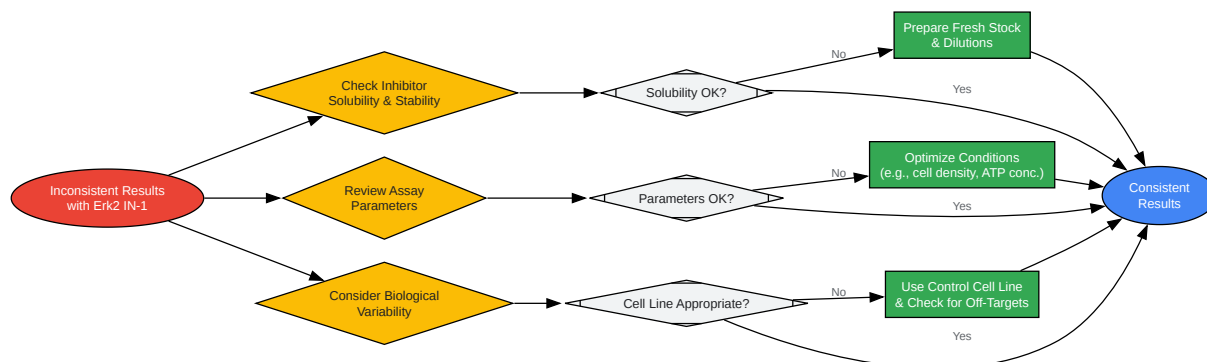 Inconsistent Results
with Erk2 IN-1
Check Inhibitor
Solubility & Stability
Solubility OK?
No
Yes
Prepare Fresh Stock
& Dilutions
Review Assay
Parameters
Parameters OK?
No
Yes
Optimize Conditions
(e.g., cell density, ATP conc.)
Consider Biological
Variability
Cell Line Appropriate?
No
Yes
Use Control Cell Line
& Check for Off-Targets
Consistent
Results